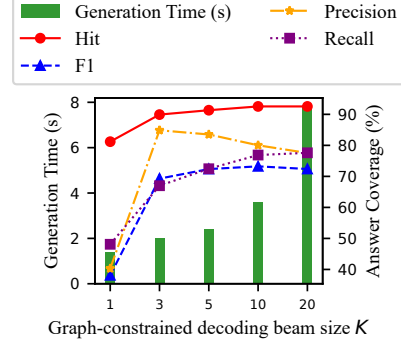 Generation Time (s)
Hit
F1
Precision
Recall
8
6
4
2
0
Generation Time (s)
90
80
70
60
50
40
Answer Coverage (%)
1 3 5 10 20
Graph-constrained decoding beam size K